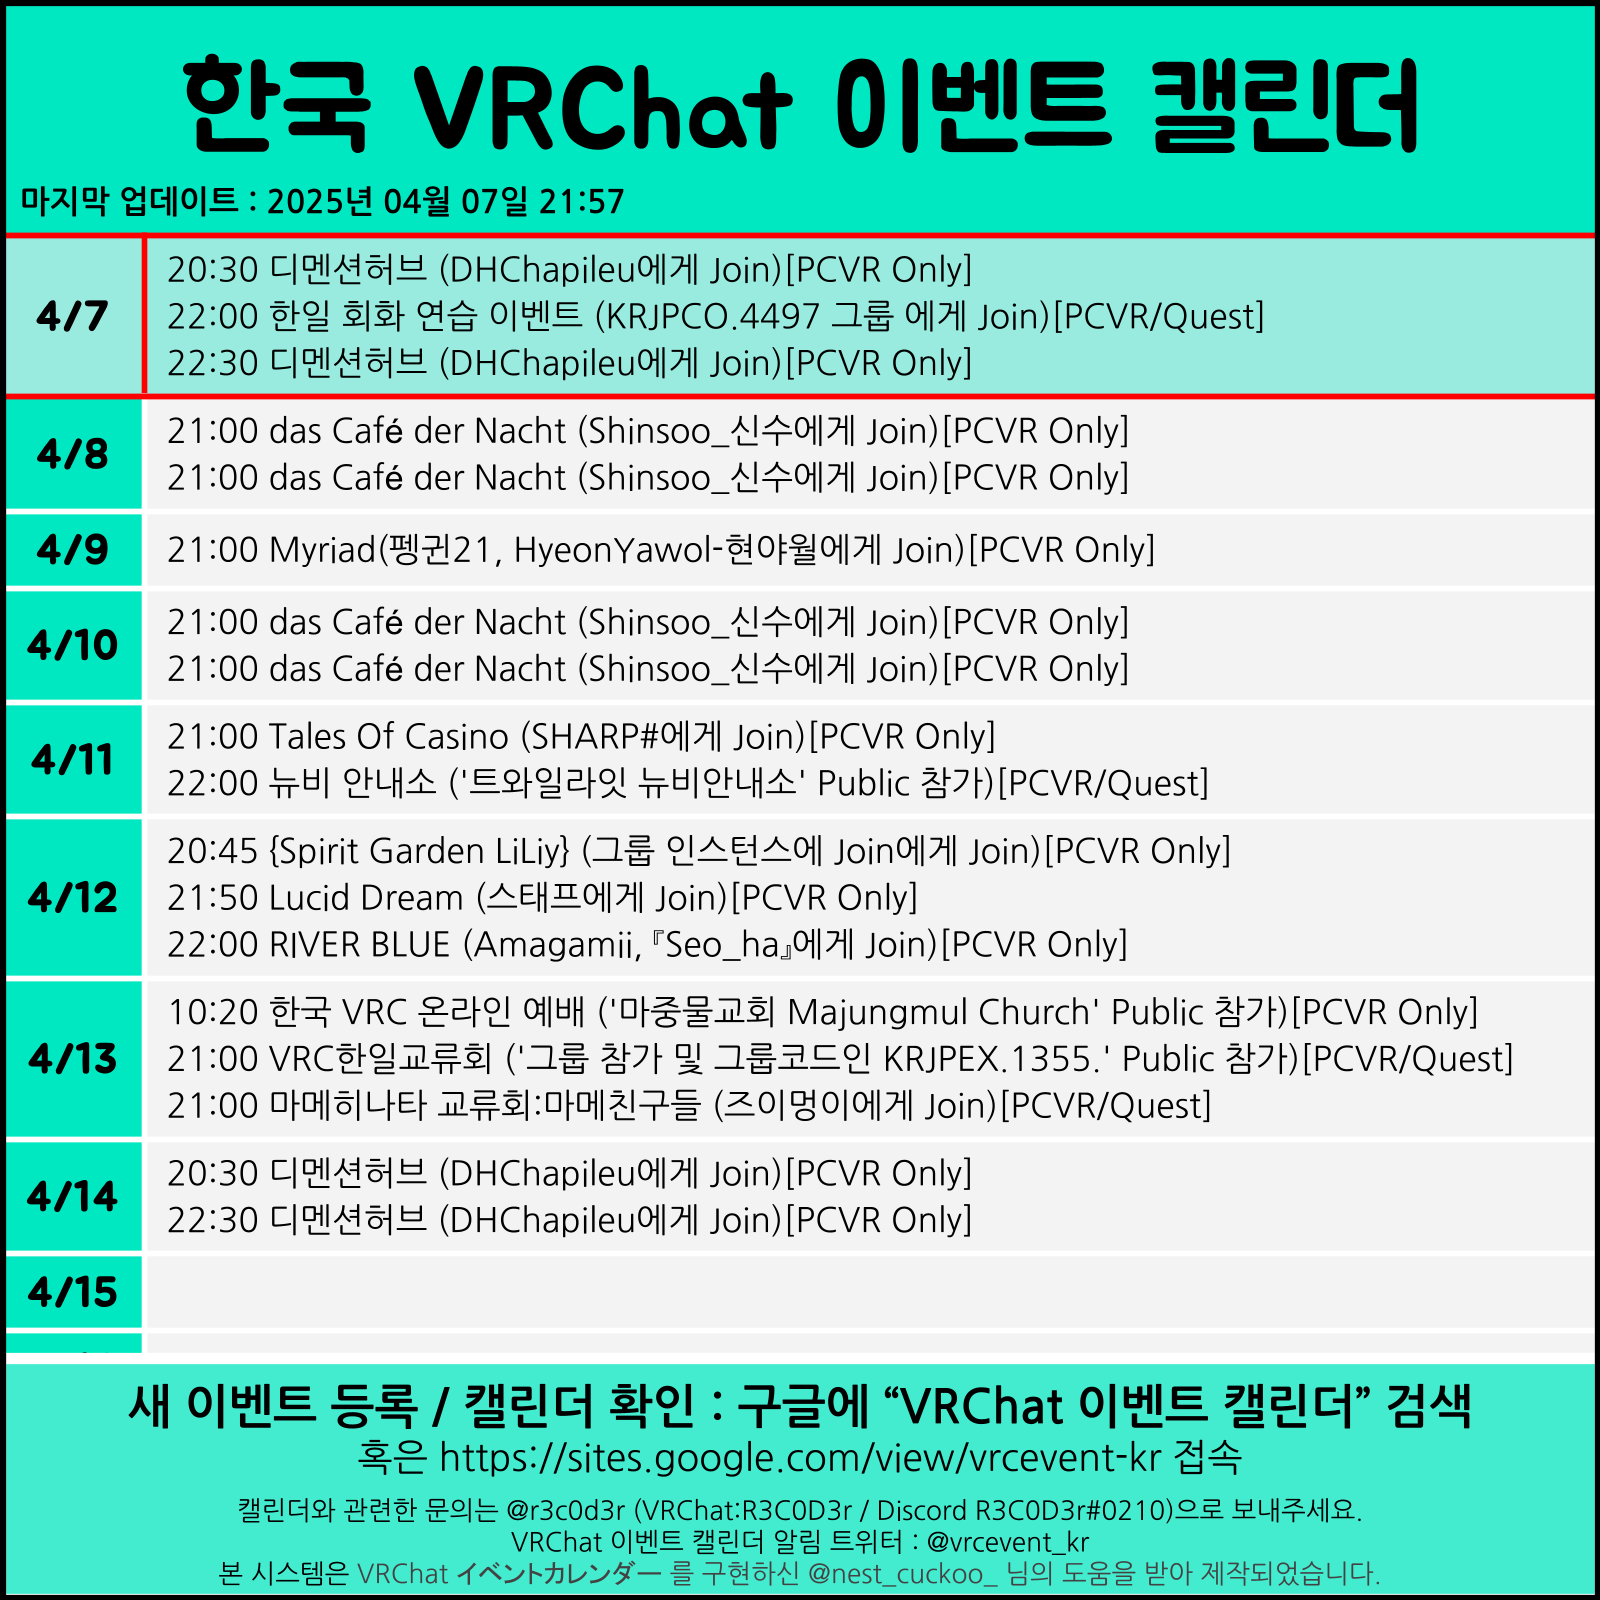 한국 VRChat 이벤트 캘린더
마지막 업데이트 : 2025년 04월 07일 21:57
4/7
20:30 디멘션허브 (DHChapileu에게 Join)[PCVR Only]
22:00 한일 회화 연습 이벤트 (KRJPCO.4497 그룹 에게 Join)[PCVR/Quest]
22:30 디멘션허브 (DHChapileu에게 Join)[PCVR Only]
4/8
21:00 das Café der Nacht (Shinsoo_신수에게 Join)[PCVR Only]
21:00 das Café der Nacht (Shinsoo_신수에게 Join)[PCVR Only]
4/9
21:00 Myriad(펭귄21, HyeonYawol-현야월에게 Join)[PCVR Only]
4/10
21:00 das Café der Nacht (Shinsoo_신수에게 Join)[PCVR Only]
21:00 das Café der Nacht (Shinsoo_신수에게 Join)[PCVR Only]
4/11
21:00 Tales Of Casino (SHARP#에게 Join)[PCVR Only]
22:00 뉴비 안내소 ('트와일라잇 뉴비안내소' Public 참가)[PCVR/Quest]
4/12
20:45 {Spirit Garden LiLiy} (그룹 인스턴스에 Join에게 Join)[PCVR Only]
21:50 Lucid Dream (스태프에게 Join)[PCVR Only]
22:00 RIVER BLUE (Amagamii,『Seo_ha』에게 Join)[PCVR Only]
4/13
10:20 한국 VRC 온라인 예배 ('마중물교회 Majungmul Church' Public 참가)[PCVR Only]
21:00 VRC한일교류회 ('그룹 참가 및 그룹코드인 KRJPEX.1355.' Public 참가)[PCVR/Quest]
21:00 마메히나타 교류회:마메친구들 (즈이멍이에게 Join)[PCVR/Quest]
4/14
20:30 디멘션허브 (DHChapileu에게 Join)[PCVR Only]
22:30 디멘션허브 (DHChapileu에게 Join)[PCVR Only]
4/15
새 이벤트 등록 / 캘린더 확인 : 구글에 “VRChat 이벤트 캘린더” 검색
혹은 https://sites.google.com/view/vrcevent-kr 접속
캘린더와 관련한 문의는 @r3c0d3r (VRChat:R3C0D3r / Discord R3C0D3r#0210)으로 보내주세요.
VRChat 이벤트 캘린더 알림 트위터 : @vrcevent_kr
본 시스템은 VRChat イベントカレンダー 를 구현하신 @nest_cuckoo_ 님의 도움을 받아 제작되었습니다.